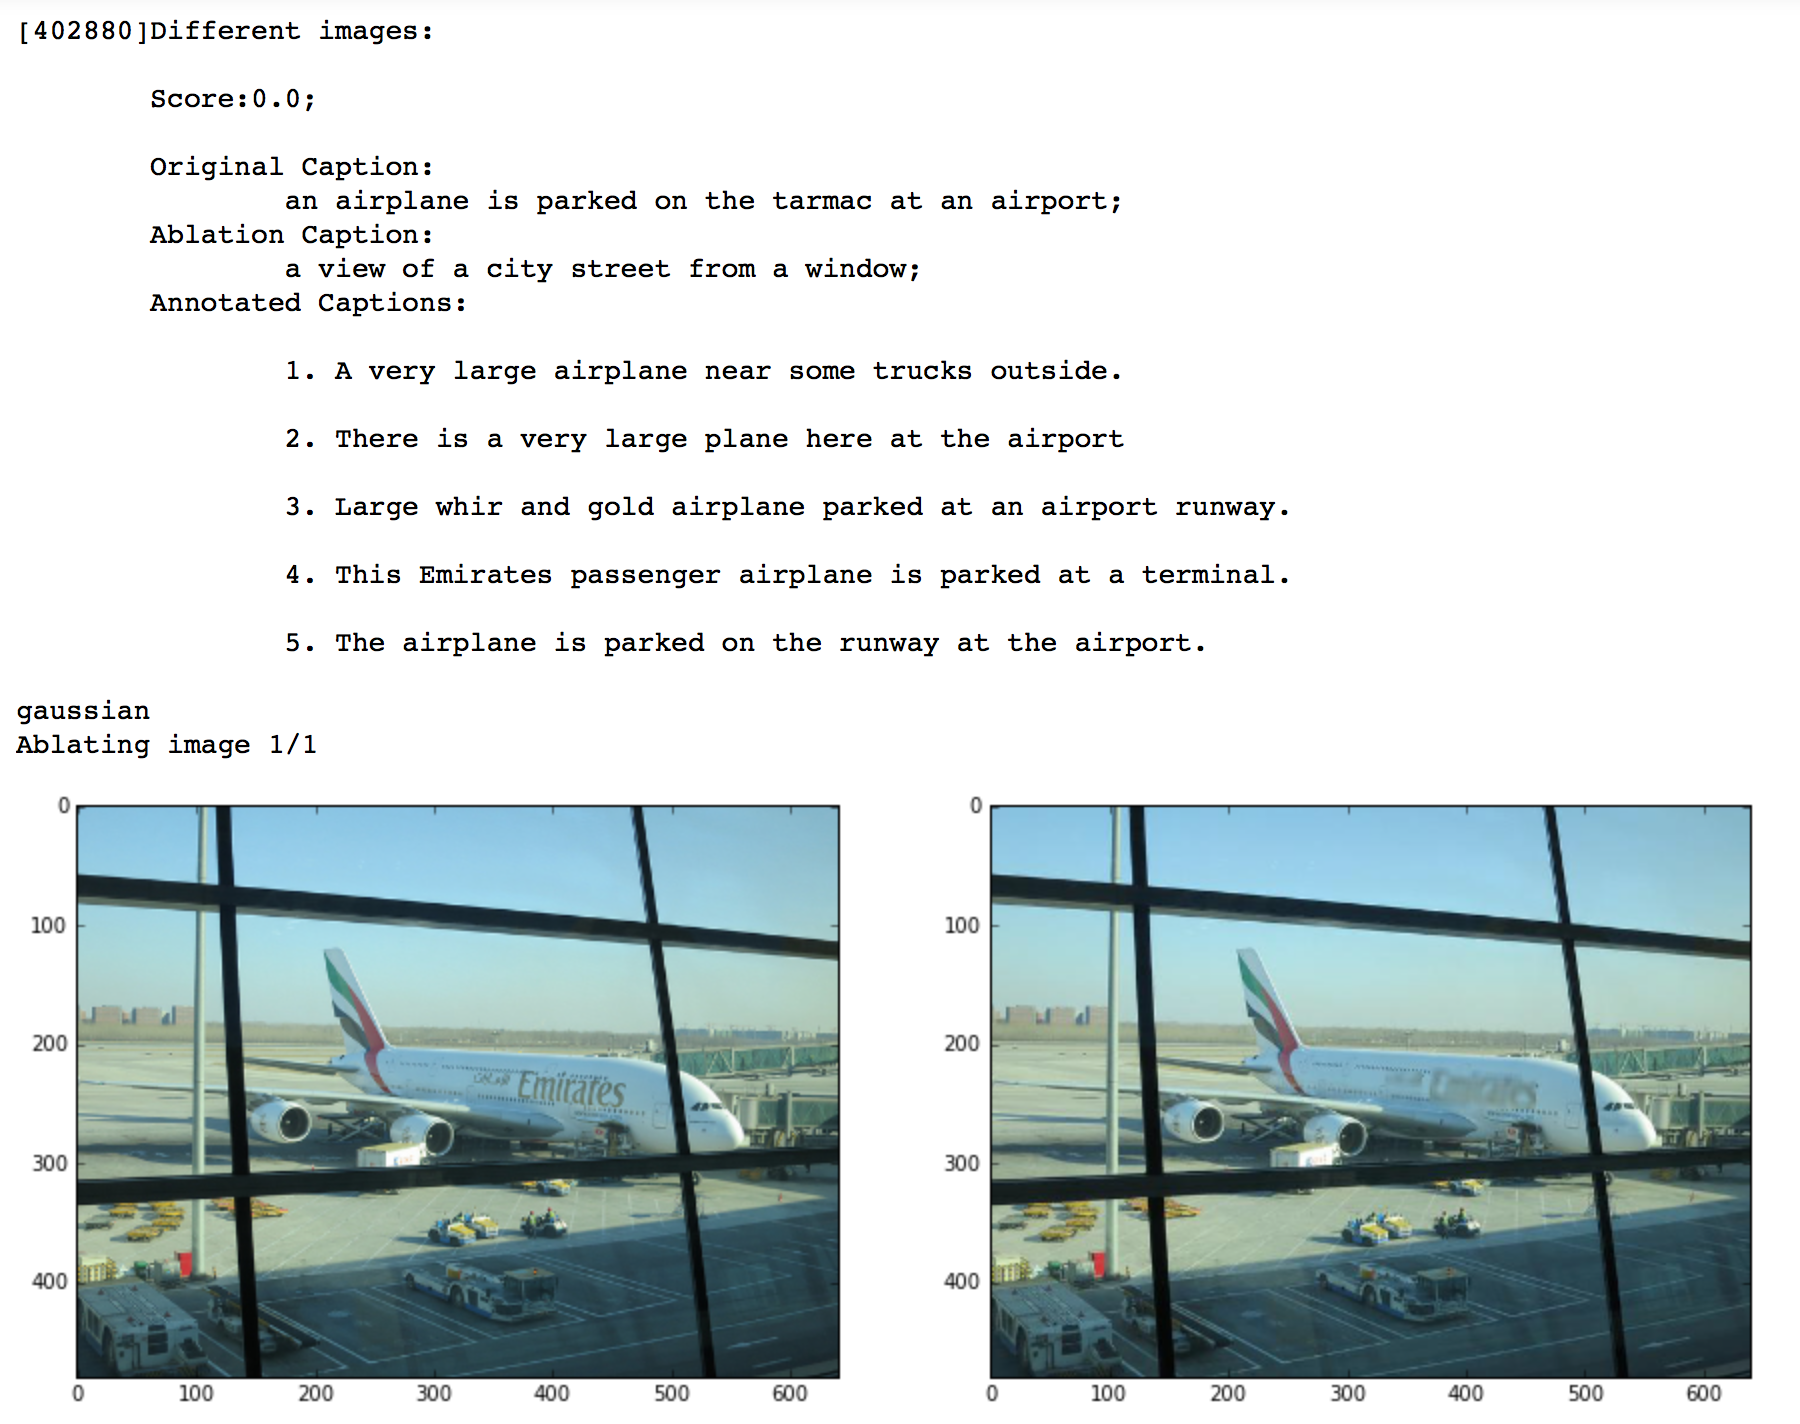 [402880]Different images:
Score:0.0;
Original Caption:
an airplane is parked on the tarmac at an airport;
Ablation Caption:
a view of a city street from a window;
Annotated Captions:
1. A very large airplane near some trucks outside.
2. There is a very large plane here at the airport
3. Large whir and gold airplane parked at an airport runway.
4. This Emirates passenger airplane is parked at a terminal.
5. The airplane is parked on the runway at the airport.
gaussian
Ablating image 1/1
0
100
200
300
400
0 100 200 300 400 500 600
Emirates
0
100
200
300
400
0 100 200 300 400 500 600